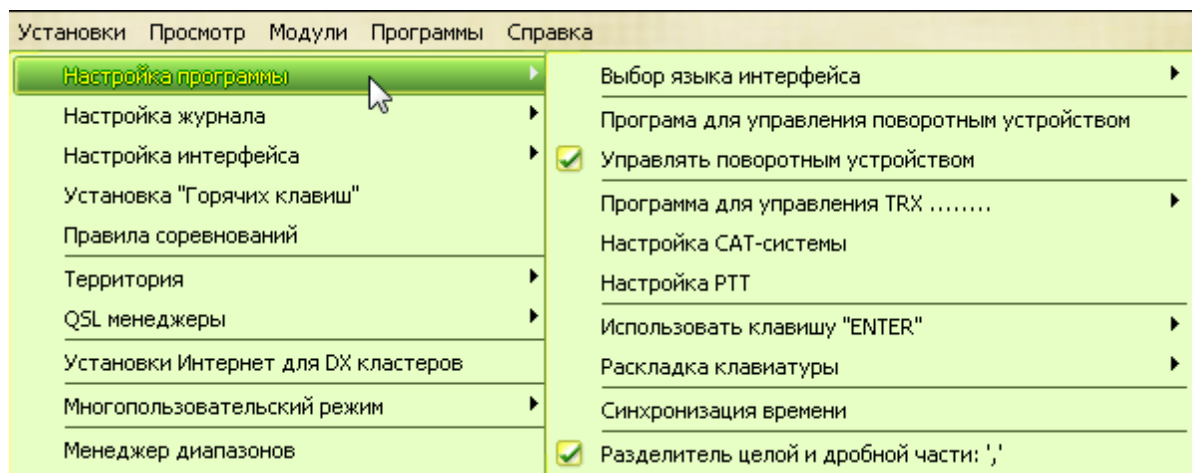 Установки Просмотр Модули Программы Справка
Настройка программы
Настройка журнала
Настройка интерфейса
Установка "Горячих клавиш"
Правила соревнований
Территория
QSL менеджеры
Установки Интернет для DX кластеров
Многопользовательский режим
Менеджер диапазонов
Выбор языка интерфейса
Програма для управления поворотным устройством
Управлять поворотным устройством
Программа для управления TRX ........
Настройка CAT-системы
Настройка PTT
Использовать клавишу "ENTER"
Раскладка клавиатуры
Синхронизация времени
Разделитель целой и дробной части: ','